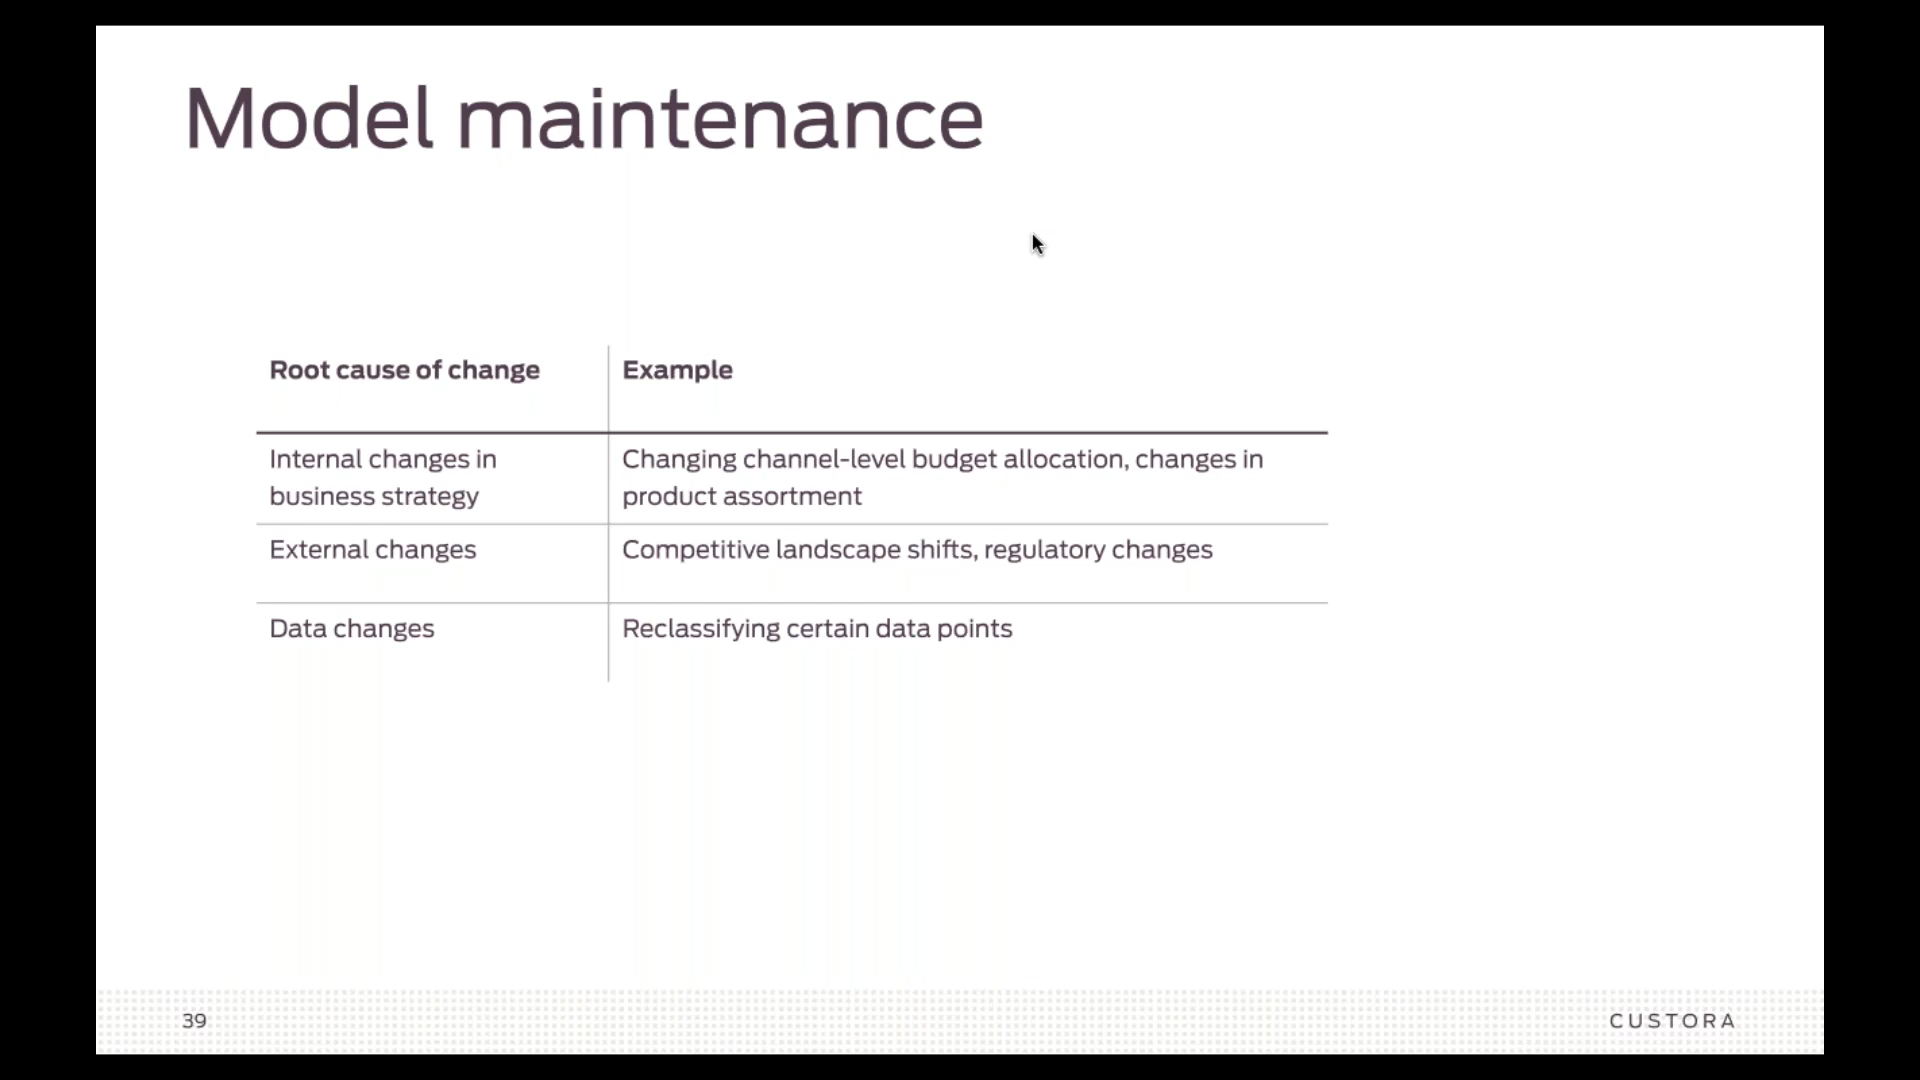 Model maintenance
Root cause of change
Example
Internal changes in
business strategy
Changing channel-level budget allocation, changes in
product assortment
External changes
Competitive landscape shifts, regulatory changes
Data changes
Reclassifying certain data points
39
CUSTORA